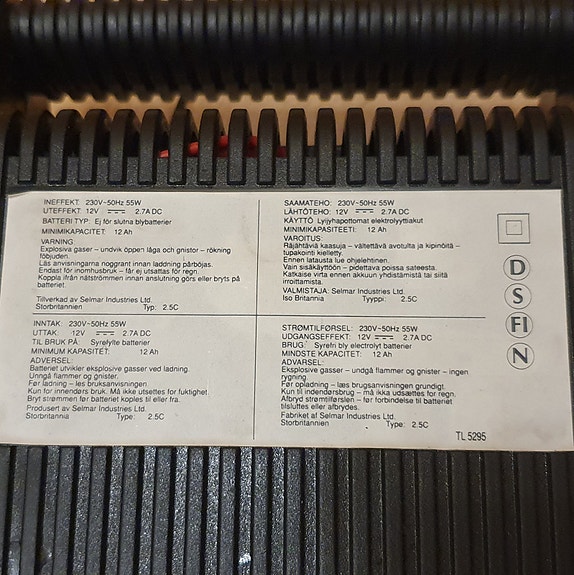 INEFFEKT: 230V~50Hz 55W
UTEFFEKT: 12V 2.7A DC
BATTERI TYP: Ej för slutna blybatterier
MINIMIKAPACITET: 12 Ah
VARNING
Explosiva gaser – undvik öppen låga och gnistor – rökning
föbjuden.
Läs anvisningarna noggrant innan laddning párbójas.
Endast för inomhusbruk – får ej utsättas för regn.
Koppla ifrån nätströmmen innan anslutning görs eller bryts på
batteriet.
Tillverkad av Selmar Industries Ltd.
Storbritannien Typ: 2.5C
SAAMATEHO: 230V~50Hz 55W
LÄHTÖTEHO: 12V 2.7A DC
KÄYTTÖ: Lyijyhapottomat elektrolyyttiakut
MINIMIKAPASITEETI: 12 Ah
VAROITUS:
Räjähtäviä kaasuja – vältettävä avotulta ja kipinöitä –
tupakointi kielletty.
Ennen latausta lue ohjelehtinen.
Vain sisäkäyttöön – pidettava poissa sateesta.
Katkaise virta ennen akkuun yhdistämistä tai siitä
irroittamista.
VALMISTAJA: Selmar Industries Ltd.
Iso Britannia Tyyppi: 2.5C
D
S
FI
N
INNTAK: 230V~50Hz 55W
UTTAK: 12V 2.7A DC
TIL BRUK PÅ: Syrefylte batterier
MINIMUM KAPASITET: 12 Ah
ADVERSEL:
Batteriet utvikler eksplosive gasser ved ladning.
Unngå flammer og gnister.
Før ladning – les bruksanvisningen.
Kun for innendørs bruk. Må ikke utsettes for fuktighet.
Bryt strømmen før batteriet koples til eller fra.
Produsert av Selmar Industries Ltd.
Storbritannien Type: 2.5C
STRØMTILFØRSEL: 230V~50Hz 55W
UDGANGSEFFEKT: 12V 2.7A DC
BRUG: Syrefri bly electrolyt batterier
MINDSTE KAPACITET: 12 Ah
ADVARSEL:
Eksplosive gasser – undgå flammer og gnister – ingen
rygning.
Før opladning – læs brugsanvisningen grundigt.
Kun til indendørsbrug – må ikka udsættes for regn.
Afbryd strømtilførslen – før forbindelse til batteriet
tilsluttes eller afbrydes.
Fabriket af Selmar Industries Ltd.
Storbritannien Type: 2.5C
TL 5295